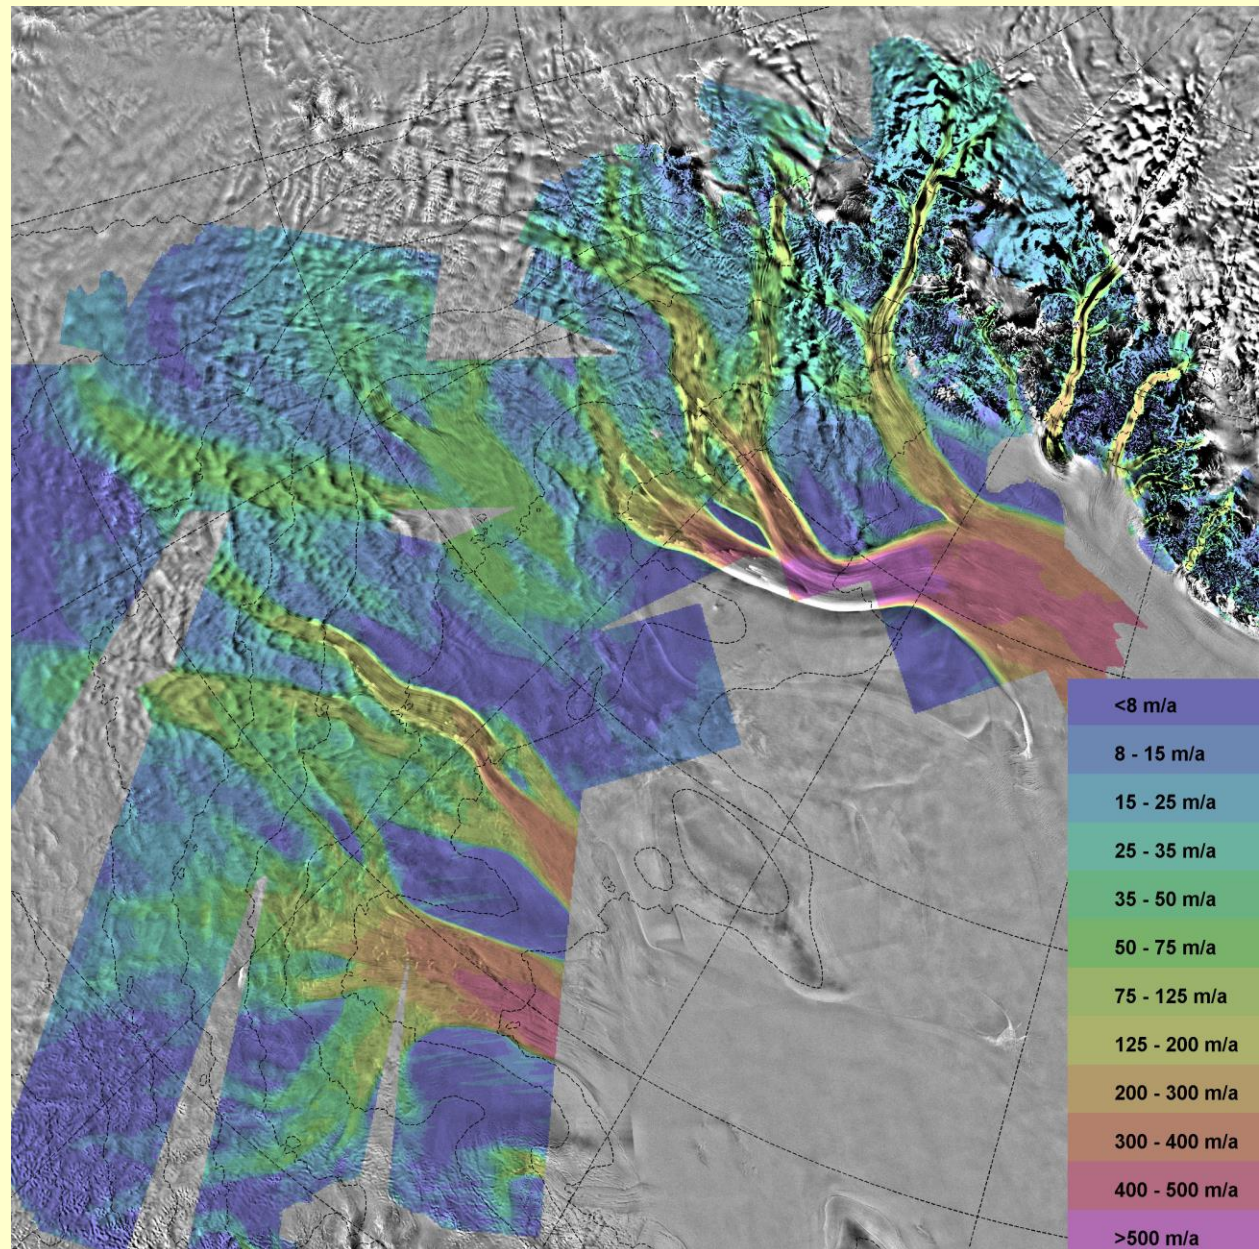 <8 m/a
8 - 15 m/a
15 - 25 m/a
25 - 35 m/a
35 - 50 m/a
50 - 75 m/a
75 - 125 m/a
125 - 200 m/a
200 - 300 m/a
300 - 400 m/a
400 - 500 m/a
>500 m/a